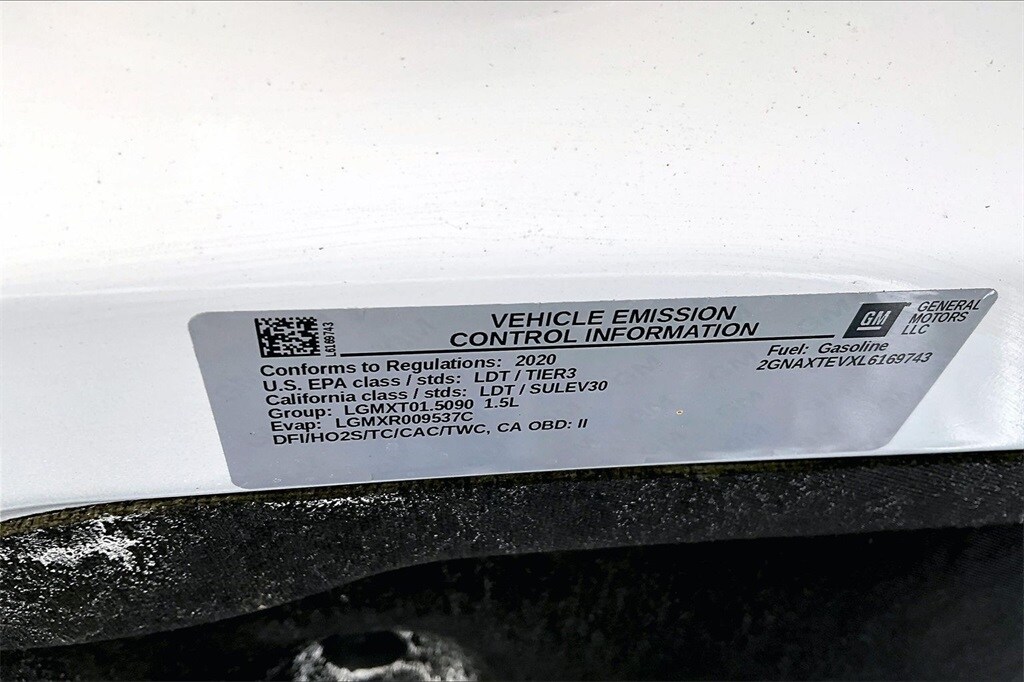 L6169743
VEHICLE EMISSION
CONTROL INFORMATION
GM
GENERAL
MOTORS
LLC
Conforms to Regulations: 2020
U.S. EPA class / stds: LDT / TIER3
California class / stds: LDT / SULEV30
Group: LGMXT01.5090 1.5L
Evap: LGMXR009537C
DFI/HO2S/TC/CAC/TWC, CA OBD: II
Fuel: Gasoline
2GNAXTEVXL6169743